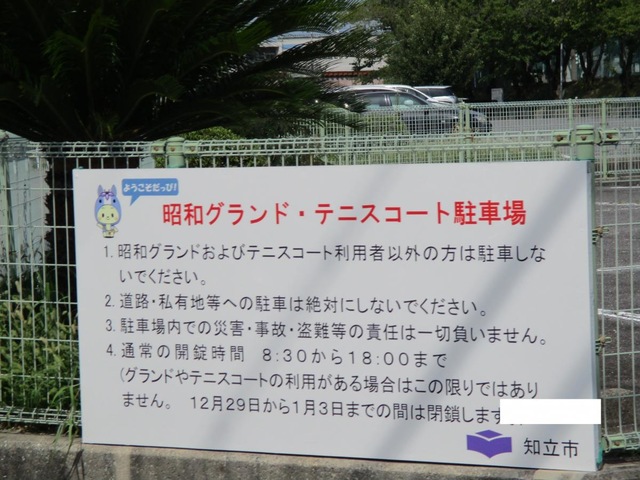 ようこそだっぴ!
昭和グランド・テニスコート駐車場
1. 昭和グランドおよびテニスコート利用者以外の方は駐車しな
いでください。
2. 道路・私有地等への駐車は絶対にしないでください。
3. 駐車場内での災害・事故・盗難等の責任は一切負いません。
4. 通常の開錠時間 8:30から18:00まで
(グランドやテニスコートの利用がある場合はこの限りではあり
ません。 12月29日から1月3日までの間は閉鎖します
知立市